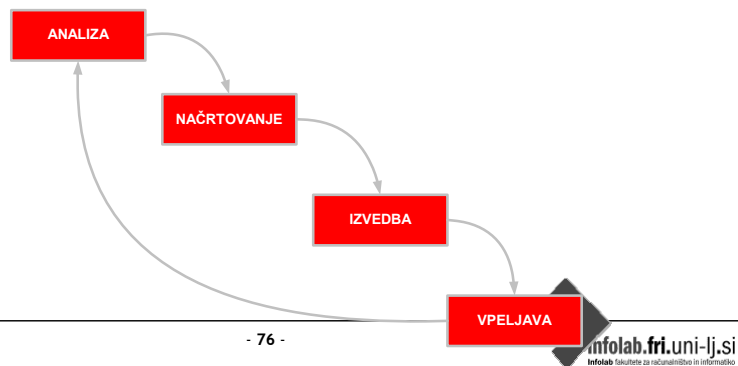 ANALIZA
NAČRTOVANJE
IZVEDBA
VPELJAVA
- 76 -
infolab.fri.uni-lj.si
Infolab fakultete za računalništvo in informatiko